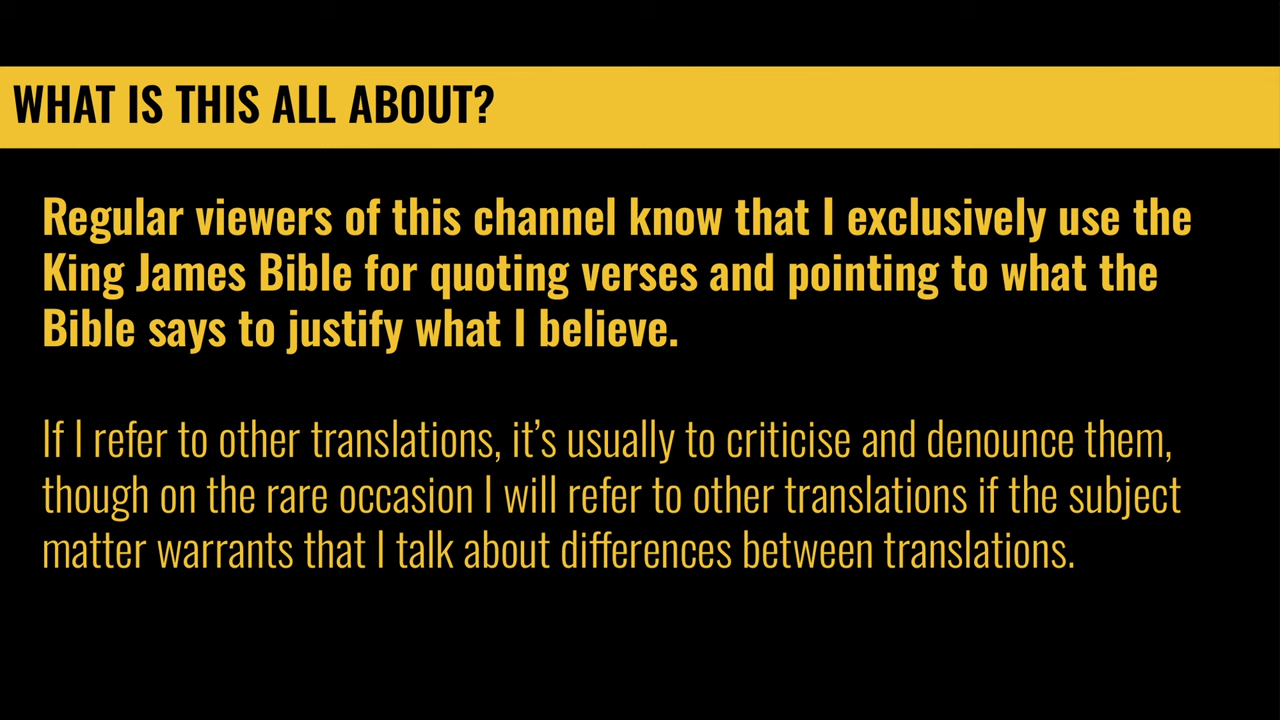 WHAT IS THIS ALL ABOUT?
Regular viewers of this channel know that I exclusively use the
King James Bible for quoting verses and pointing to what the
Bible says to justify what I believe.
If I refer to other translations, it’s usually to criticise and denounce them,
though on the rare occasion I will refer to other translations if the subject
matter warrants that I talk about differences between translations.